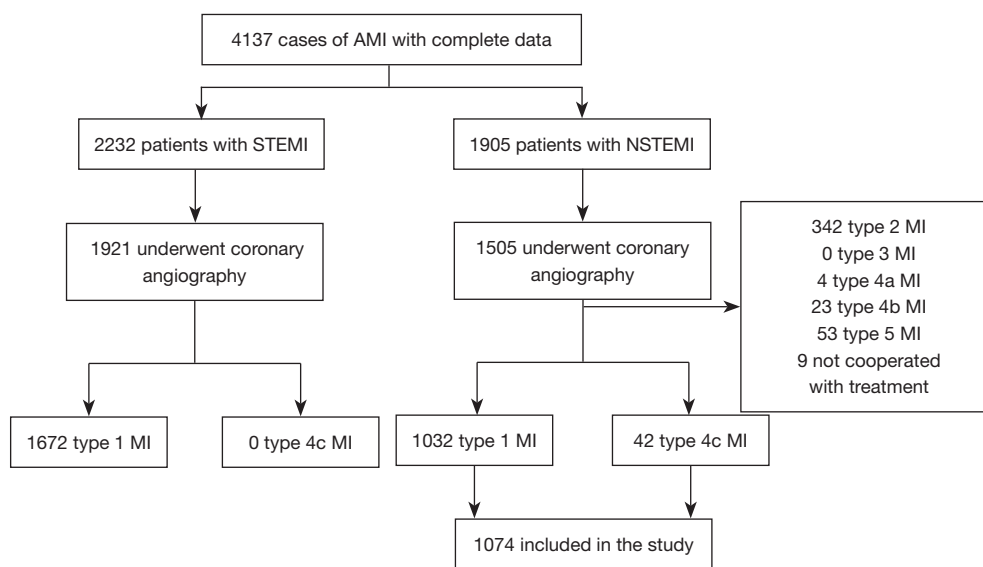 4137 cases of AMI with complete data
2232 patients with STEMI
1905 patients with NSTEMI
1921 underwent coronary
angiography
1505 underwent coronary
angiography
342 type 2 MI
0 type 3 MI
4 type 4a MI
23 type 4b MI
53 type 5 MI
9 not cooperated
with treatment
1672 type 1 MI
0 type 4c MI
1032 type 1 MI
42 type 4c MI
1074 included in the study